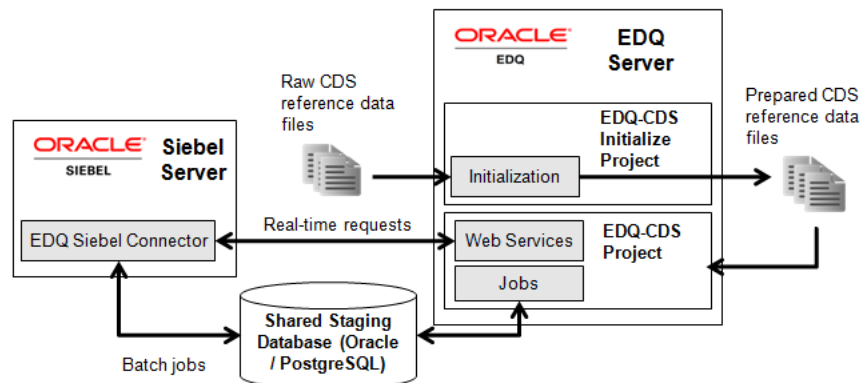 ORACLE
EDQ
EDQ
Server
Raw CDS
reference data
files
EDQ-CDS
Initialize
Project
Prepared CDS
reference data
files
ORACLE
SIEBEL
Siebel
Server
Initialization
Real-time requests
EDQ Siebel Connector
Web Services
EDQ-CDS
Project
Jobs
Shared Staging
Database (Oracle
/ PostgreSQL)
Batch jobs